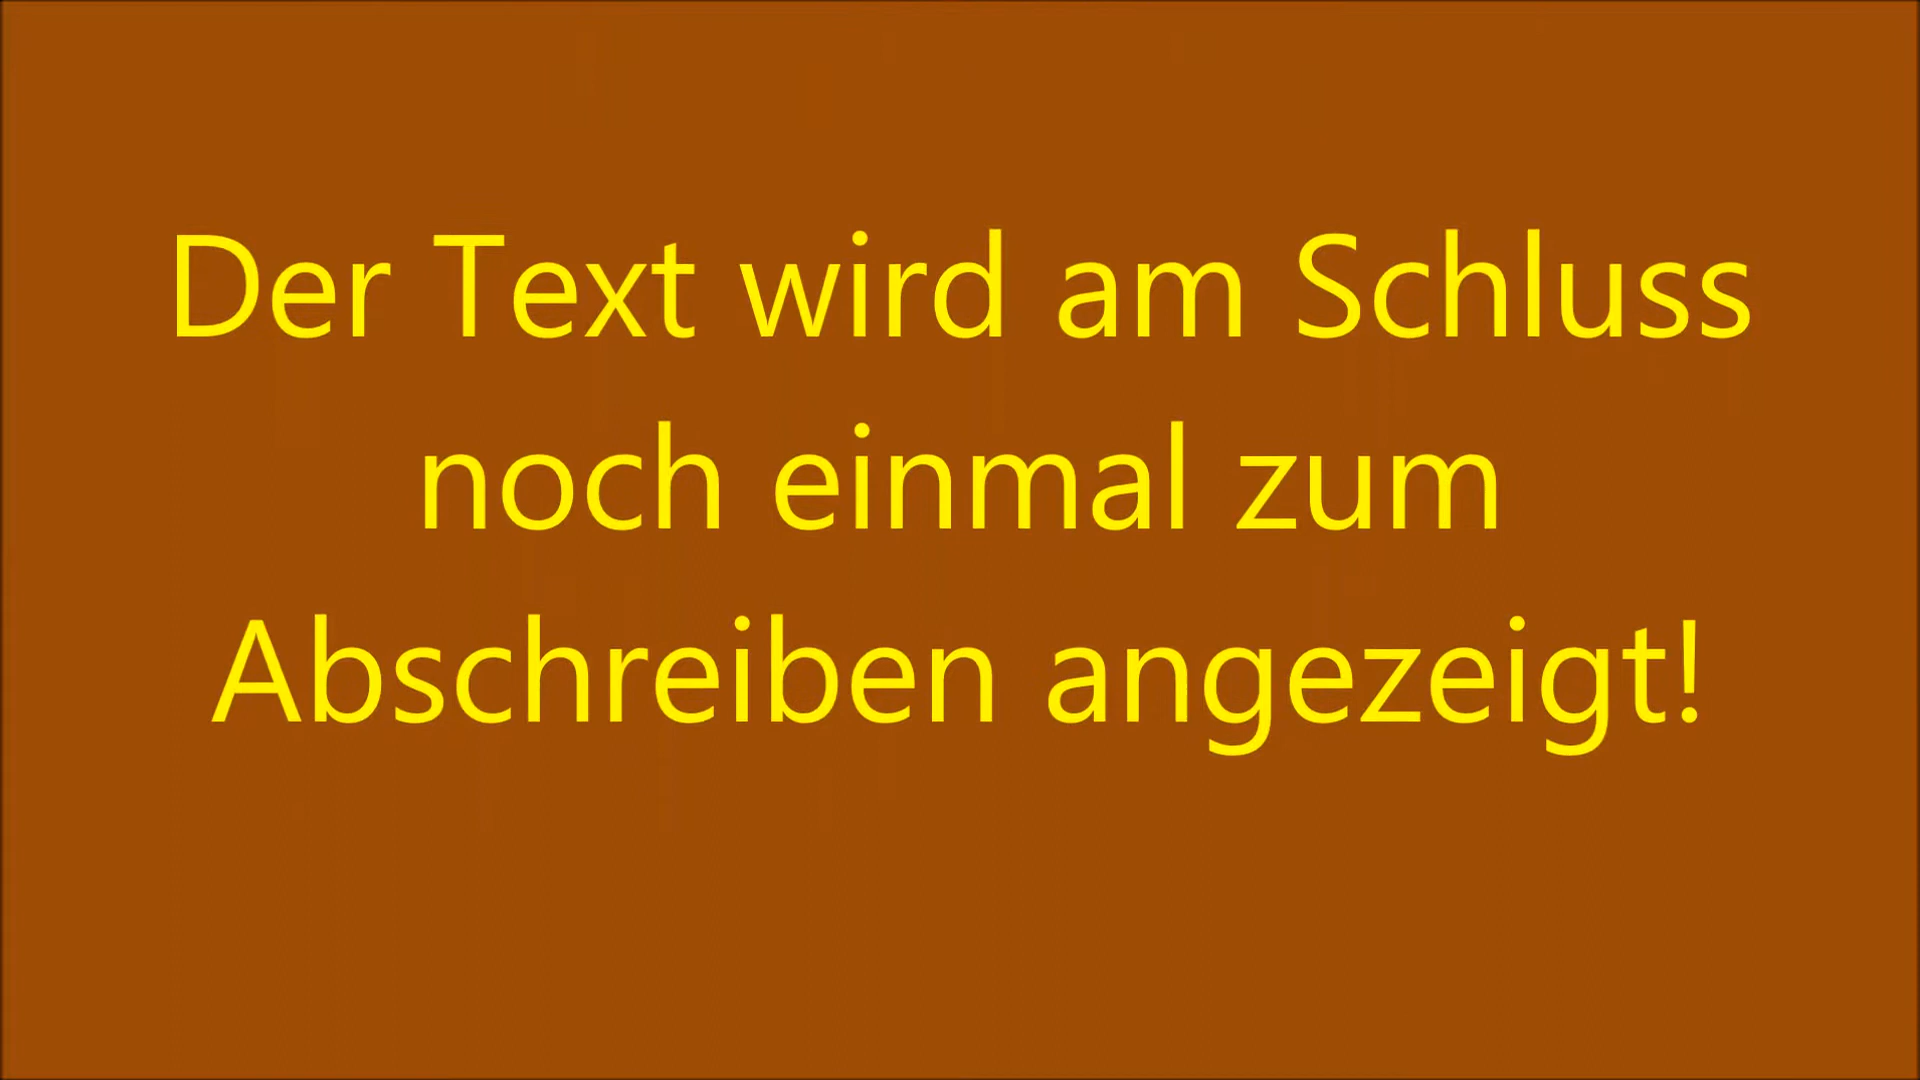 Der Text wird am Schluss
noch einmal zum
Abschreiben angezeigt!